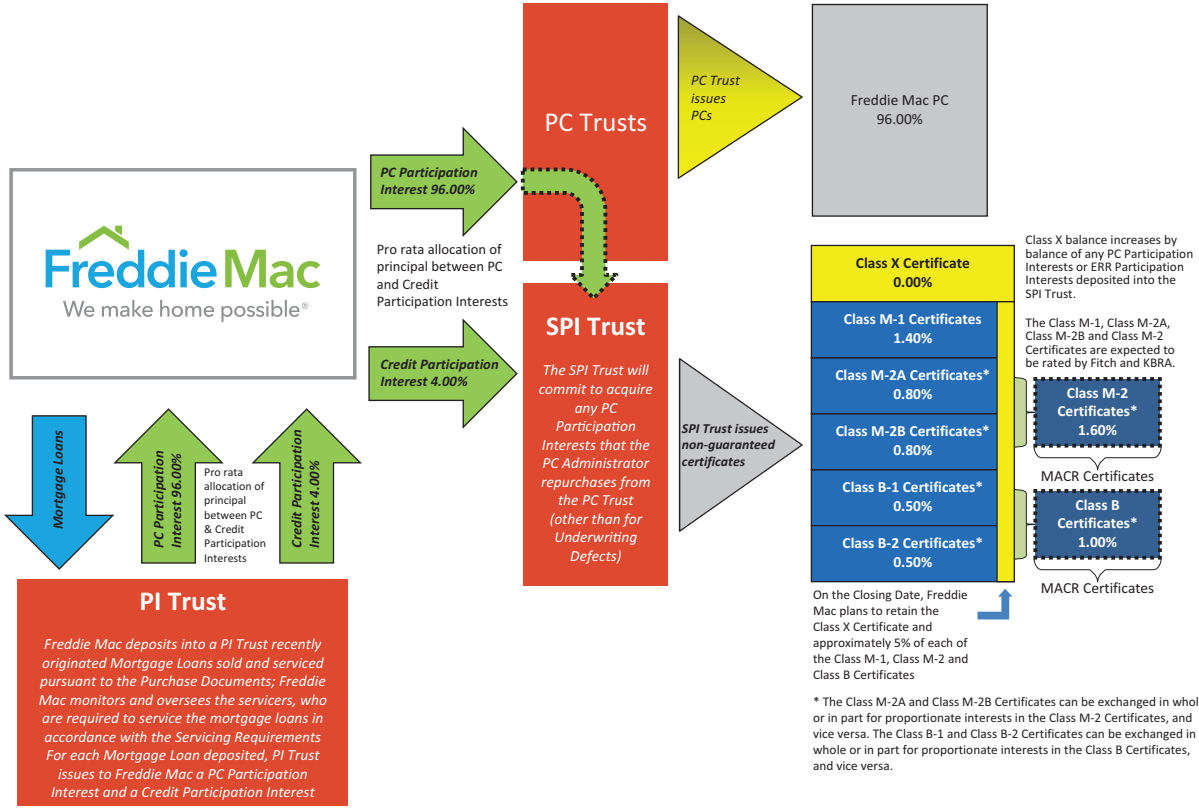 PC Trusts
PC Trust
issues
PCs
Freddie Mac PC
96.00%
Freddie Mac
We make home possible®
PC Participation
Interest 96.00%
Pro rata allocation of
principal between PC
and Credit
Participation Interests
Credit Participation
Interest 4.00%
SPI Trust
The SPI Trust will
commit to acquire
any PC
Participation
Interests that the
PC Administrator
repurchases from
the PC Trust
(other than for
Underwriting
Defects)
SPI Trust issues
non-guaranteed
certificates
Class X Certificate
0.00%
Class M-1 Certificates
1.40%
Class M-2A Certificates*
0.80%
Class M-2B Certificates*
0.80%
Class B-1 Certificates*
0.50%
Class B-2 Certificates*
0.50%
Class X balance increases by
balance of any PC Participation
Interests or ERR Participation
Interests deposited into the
SPI Trust.
The Class M-1, Class M-2A,
Class M-2B and Class M-2
Certificates are expected to
be rated by Fitch and KBRA.
Class M-2
Certificates*
1.60%
MACR Certificates
Class B
Certificates*
1.00%
MACR Certificates
On the Closing Date, Freddie
Mac plans to retain the
Class X Certificate and
approximately 5% of each of
the Class M-1, Class M-2 and
Class B Certificates
* The Class M-2A and Class M-2B Certificates can be exchanged in whol
or in part for proportionate interests in the Class M-2 Certificates, and
vice versa. The Class B-1 and Class B-2 Certificates can be exchanged in
whole or in part for proportionate interests in the Class B Certificates,
and vice versa.
Mortgage Loans
PC Participation
Interest 96.00%
Pro rata
allocation of
principal
between PC
& Credit
Participation
Interests
Credit Participation
Interest 4.00%
PI Trust
Freddie Mac deposits into a PI Trust recently
originated Mortgage Loans sold and serviced
pursuant to the Purchase Documents; Freddie
Mac monitors and oversees the servicers, who
are required to service the mortgage loans in
accordance with the Servicing Requirements
For each Mortgage Loan deposited, PI Trust
issues to Freddie Mac a PC Participation
Interest and a Credit Participation Interest